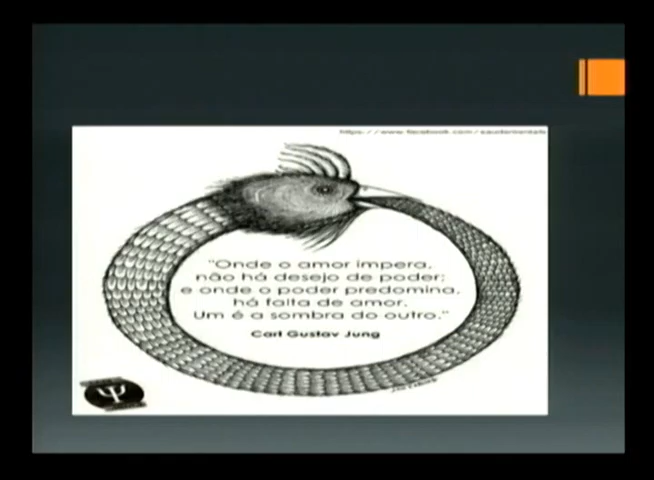 https://www.facebook.com/saudementals
"Onde o amor impera,
não há desejo de poder;
e onde o poder predomina,
há falta de amor.
Um é a sombra do outro."
Carl Gustav Jung
Ψ